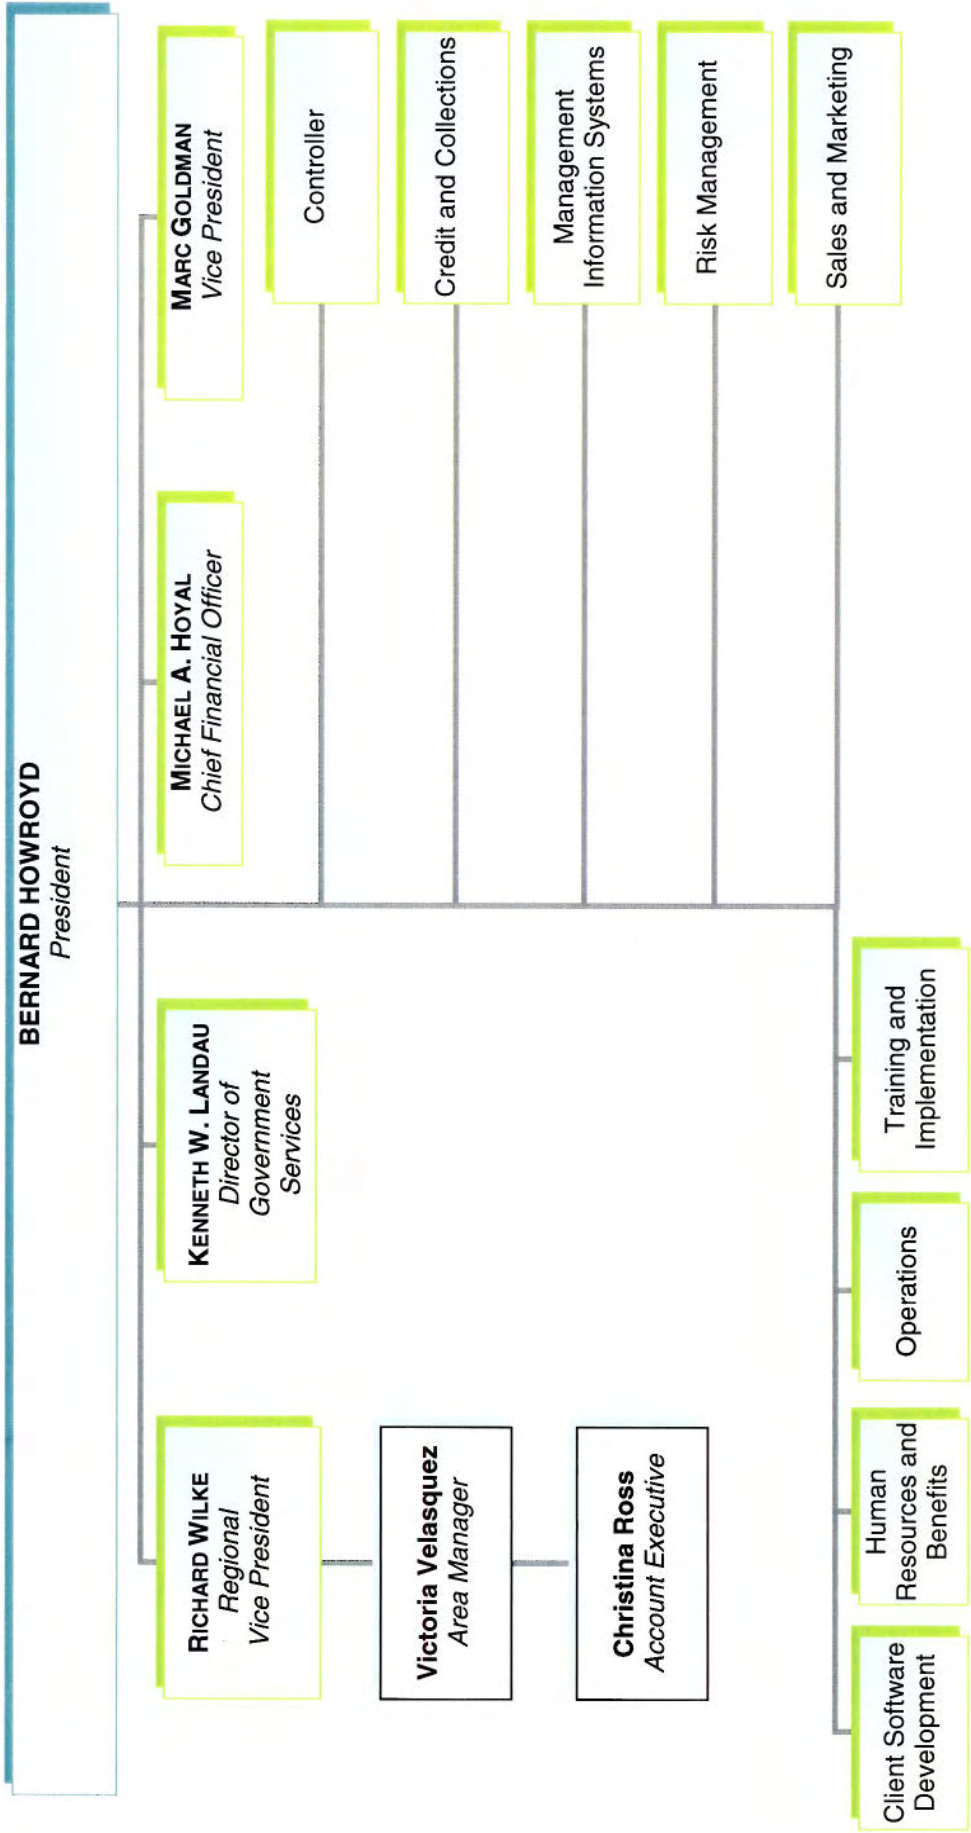 BERNARD HOWROYD
President
RICHARD WILKE
Regional
Vice President
KENNETH W. LANDAU
Director of
Government
Services
MICHAEL A. HOYAL
Chief Financial Officer
MARC GOLDMAN
Vice President
Victoria Velasquez
Area Manager
Christina Ross
Account Executive
Controller
Credit and Collections
Management
Information Systems
Risk Management
Sales and Marketing
Client Software
Development
Human
Resources and
Benefits
Operations
Training and
Implementation